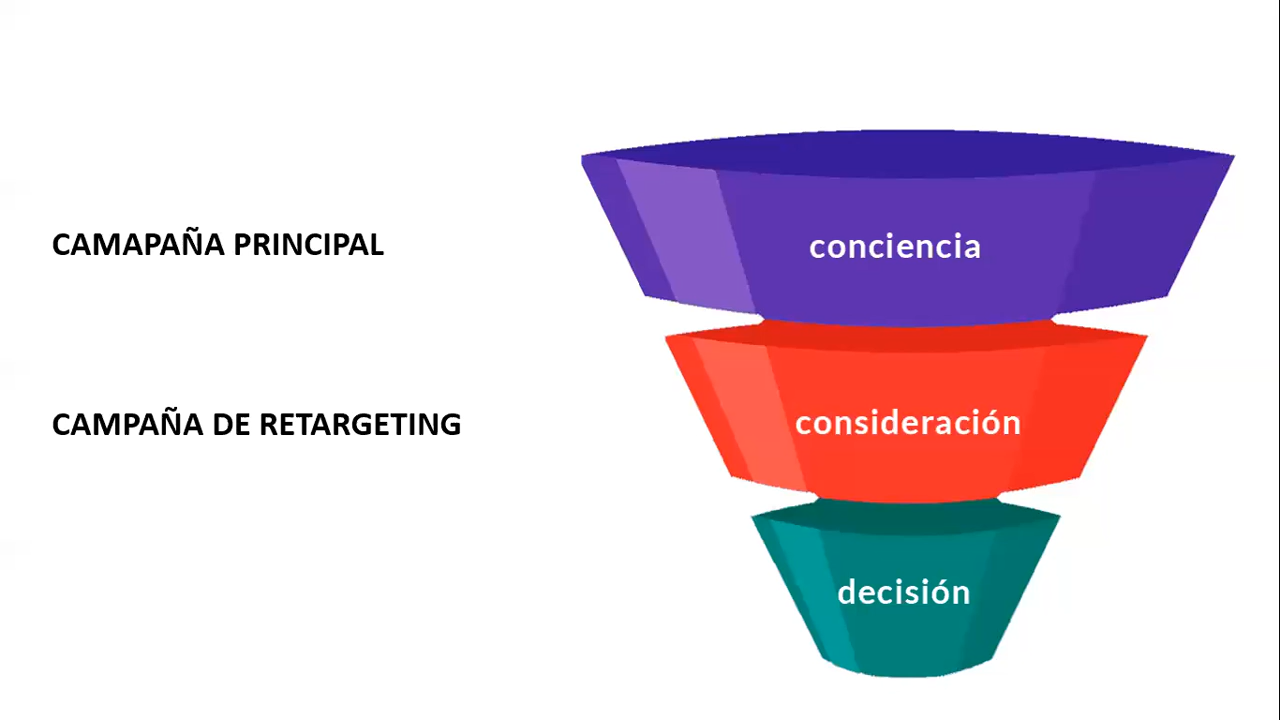 CAMAPAÑA PRINCIPAL
conciencia
CAMPAÑA DE RETARGETING
consideración
decisión